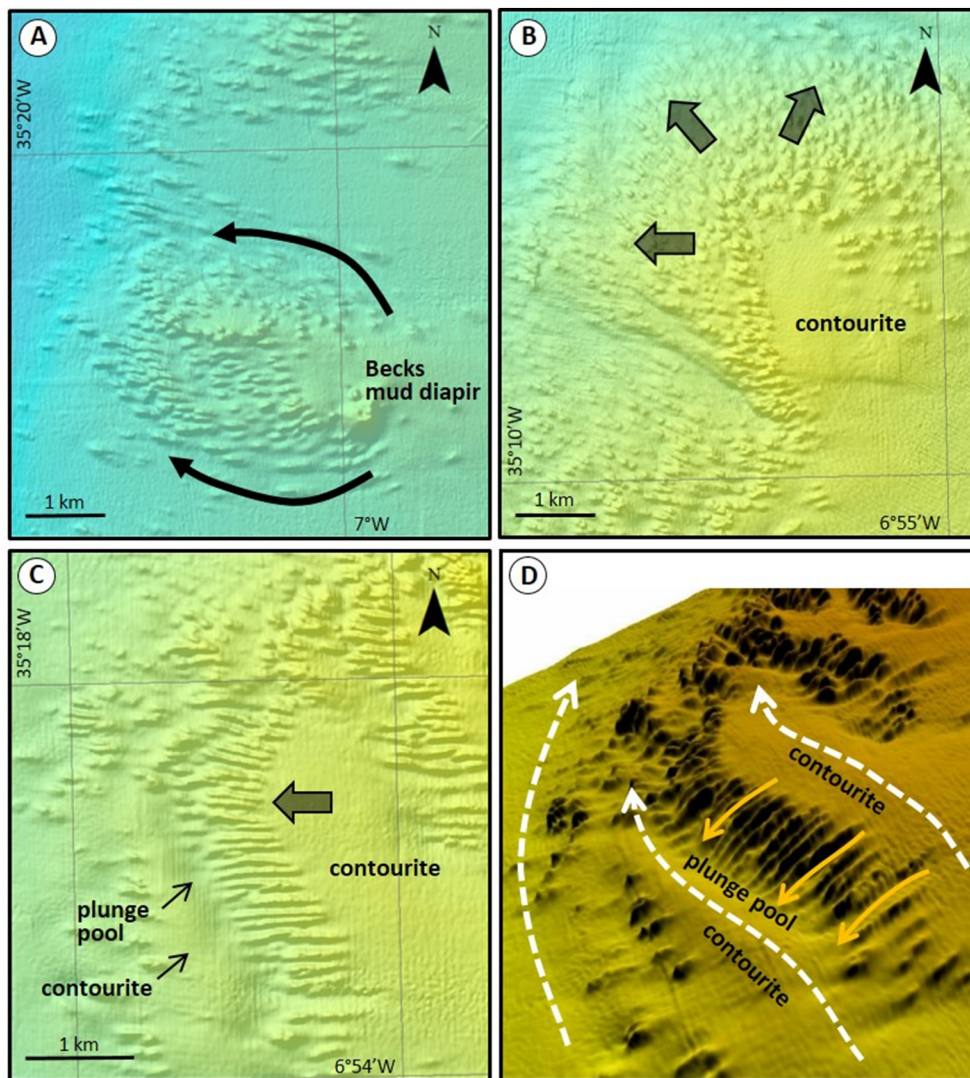 A
N
35°20'W
Becks
mud diapir
1 km
7°W
B
N
contourite
35°10'W
1 km
6°55'W
C
N
35°18'W
contourite
plunge
pool
contourite
1 km
6°54'W
D
contourite
plunge pool
contourite